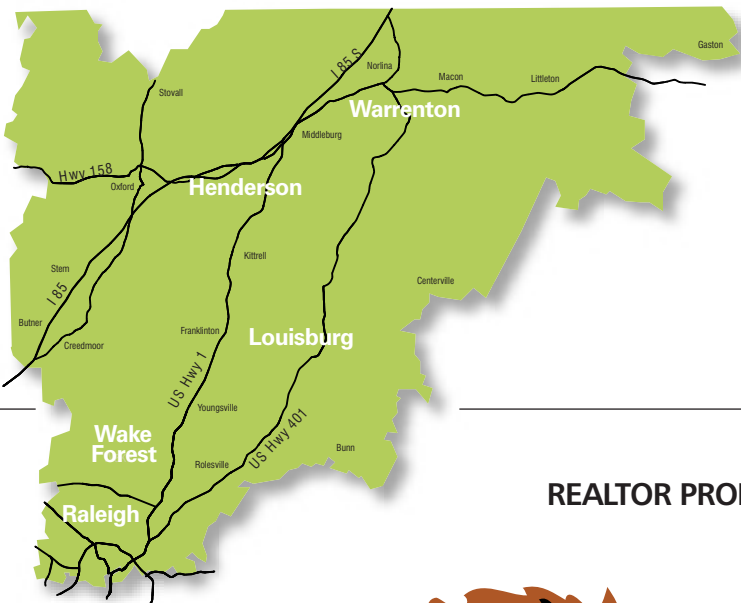 Gaston
I 85 S
Norlina
Macon
Littleton
Stovall
Warrenton
Middleburg
Hwy 158
Oxford
Henderson
Kittrell
Stem
I 85
Centerville
Butner
Creedmoor
Franklinton
Louisburg
US Hwy 1
Youngsville
US Hwy 401
Wake
Forest
Bunn
Rolesville
Raleigh
REALTOR